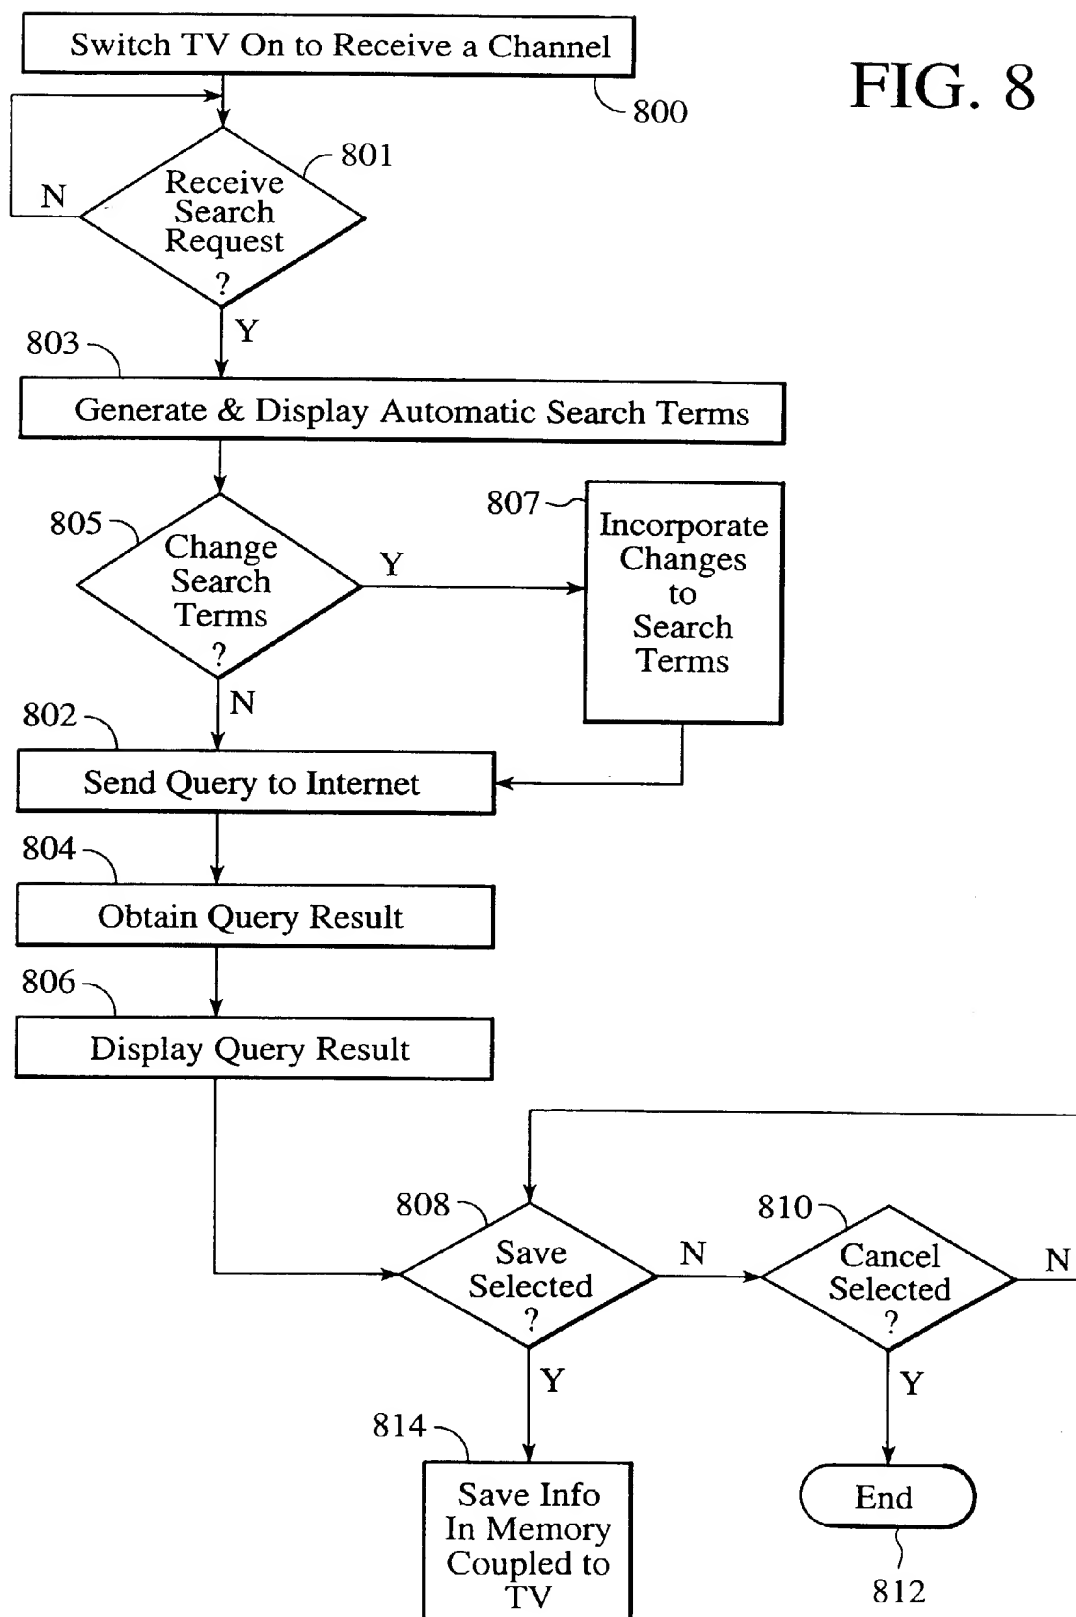 Switch TV On to Receive a Channel
800
FIG. 8
801
Receive
Search
Request
?
N
Y
803
Generate & Display Automatic Search Terms
805
Change
Search
Terms
?
Y
N
807
Incorporate
Changes
to
Search
Terms
802
Send Query to Internet
804
Obtain Query Result
806
Display Query Result
808
Save
Selected
?
N
Y
810
Cancel
Selected
?
N
Y
814
Save Info
In Memory
Coupled to
TV
End
812